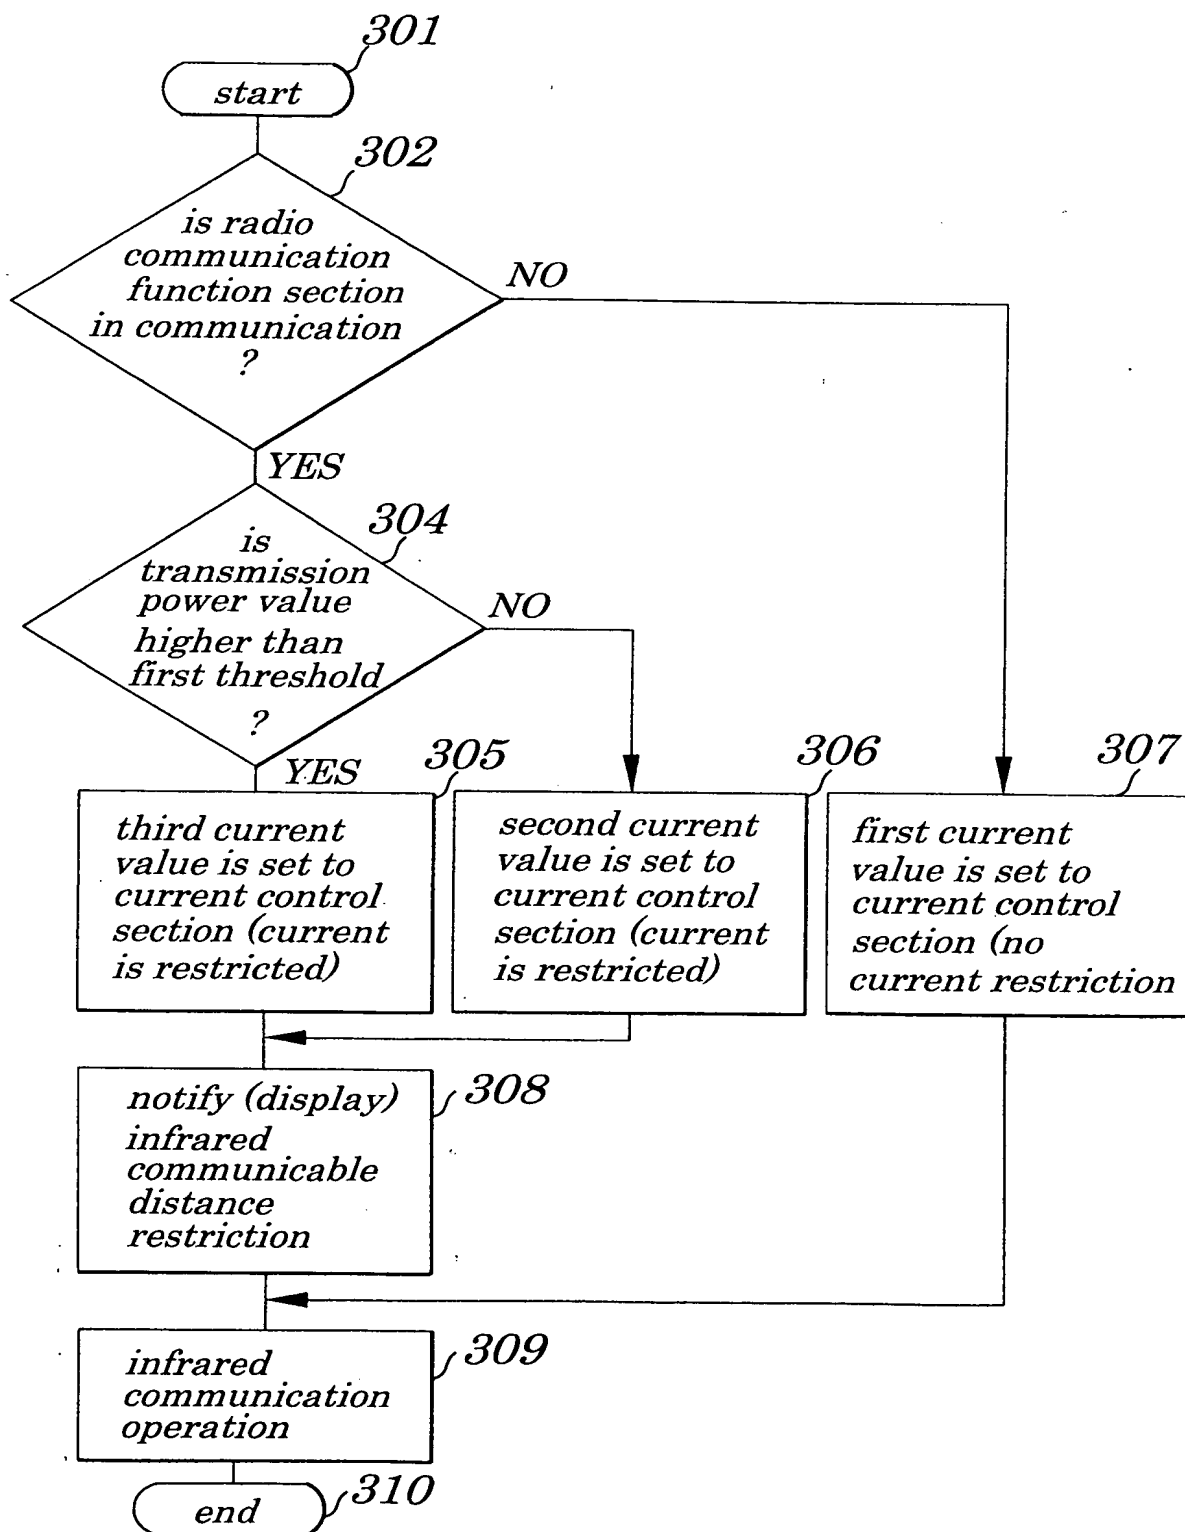 301
start
302
is radio
communication
function section
in communication
?
NO
YES
304
is
transmission
power value
higher than
first threshold
?
NO
YES
305
third current
value is set to
current control
section (current
is restricted)
306
second current
value is set to
current control
section (current
is restricted)
307
first current
value is set to
current control
section (no
current restriction
308
notify (display)
infrared
communicable
distance
restriction
309
infrared
communication
operation
310
end